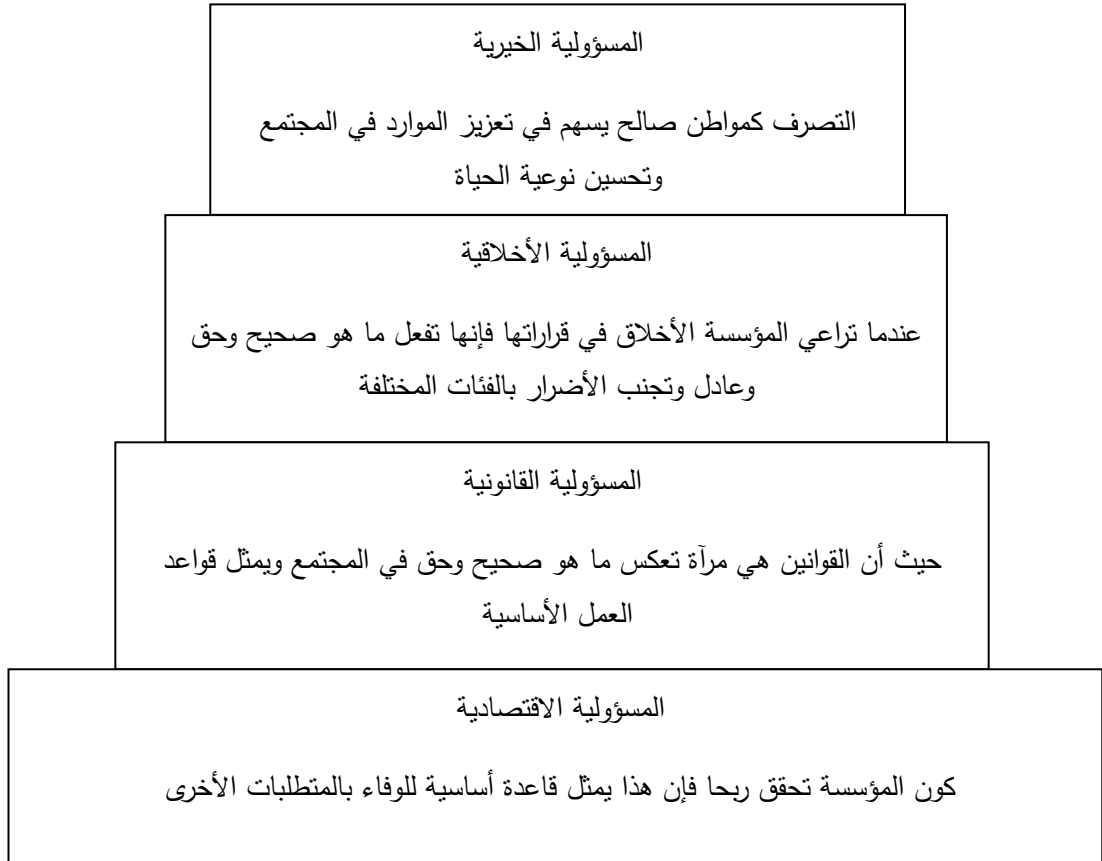 المسؤولية الخيرية
التصرف كمواطن صالح يسهم في تعزيز الموارد في المجتمع
وتحسين نوعية الحياة
المسؤولية الأخلاقية
عندما تراعي المؤسسة الأخلاق في قراراتها فإنها تفعل ما هو صحيح وحق
وعادل وتجنب الأضرار بالفئات المختلفة
المسؤولية القانونية
حيث أن القوانين هي مرآة تعكس ما هو صحيح وحق في المجتمع ويمثل قواعد
العمل الأساسية
المسؤولية الاقتصادية
كون المؤسسة تحقق ربحا فإن هذا يمثل قاعدة أساسية للوفاء بالمتطلبات الأخرى